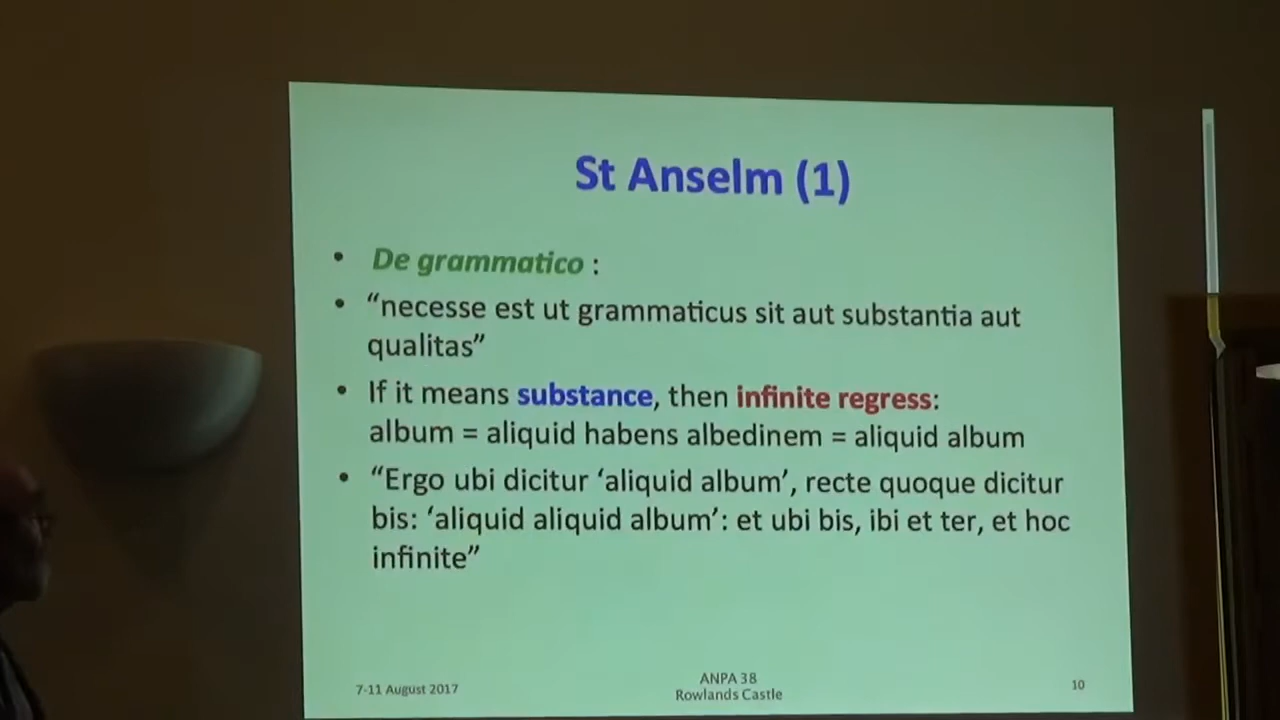 St Anselm (1)
• De grammatico :
• “necesse est ut grammaticus sit aut substantia aut
qualitas”
• If it means substance, then infinite regress:
album = aliquid habens albedinem = aliquid album
• “Ergo ubi dicitur ‘aliquid album’, recte quoque dicitur
bis: ‘aliquid aliquid album’: et ubi bis, ibi et ter, et hoc
infinite”
7-11 August 2017
ANPA 38
Rowlands Castle
10